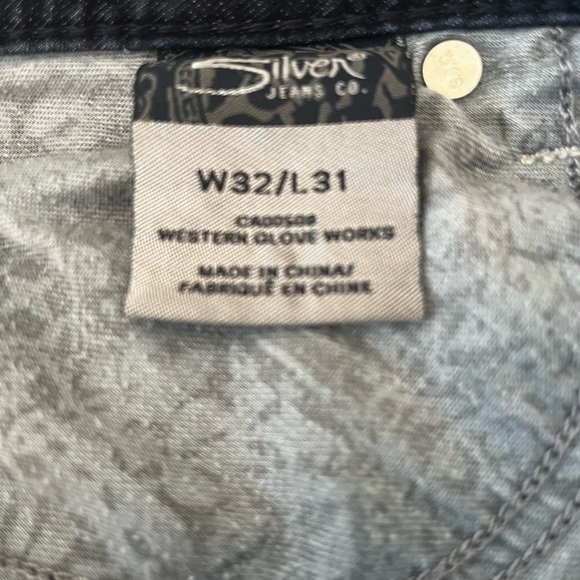 Silver
JEANS CO.
W32/L31
CA00508
WESTERN GLOVE WORKS
MADE IN CHINA/
FABRIQUÉ EN CHINE